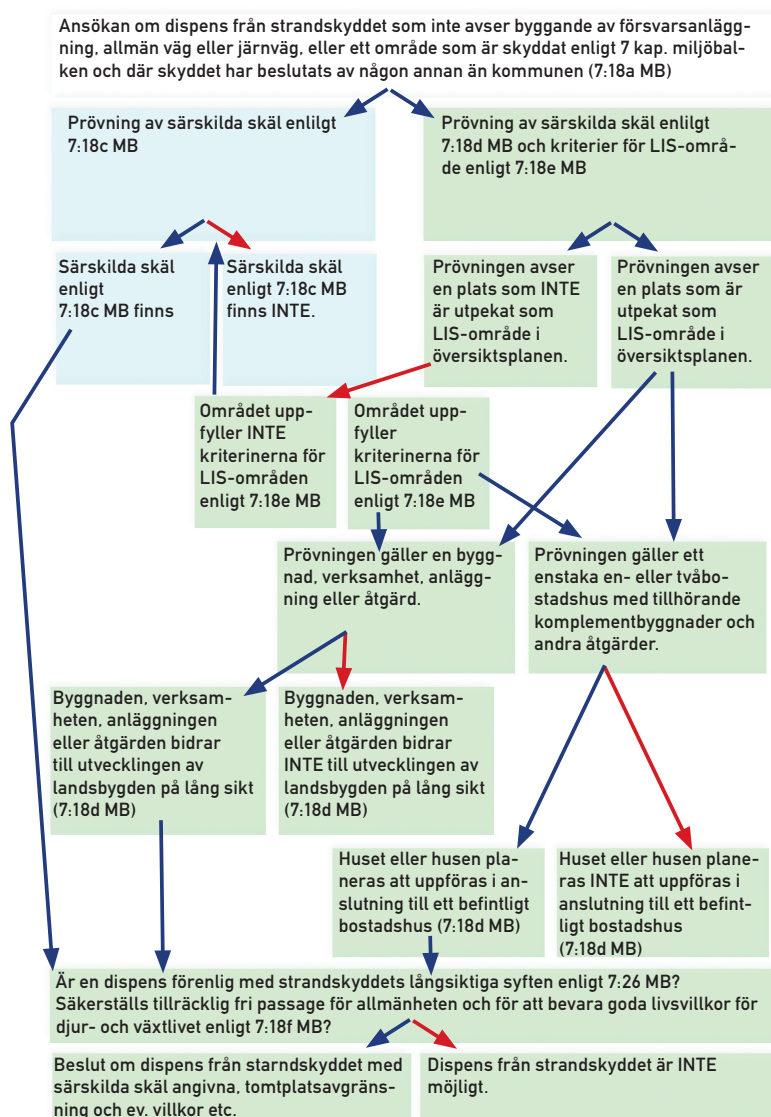 Ansökan om dispens från strandskyddet som inte avser byggande av försvarsanlägg-
ning, allmän väg eller järnväg, eller ett område som är skyddat enligt 7 kap. miljöbal-
ken och där skyddet har beslutats av någon annan än kommunen (7:18a MB)
Prövning av särskilda skäl enlilgt
7:18c MB
Prövning av särskilda skäl enlilgt
7:18d MB och kriterier för LIS-områ-
de enligt 7:18e MB
Särskilda skäl
enligt
7:18c MB finns
Särskilda skäl
enligt 7:18c MB
finns INTE.
Prövningen avser
en plats som INTE
är utpekat som
LIS-område i
översiktsplanen.
Prövningen avser
en plats som är
utpekat som
LIS-område i
översiktsplanen.
Området upp-
fyller INTE
kriterinerna för
LIS-områden
enligt 7:18e MB
Området upp-
fyller
kriterinerna för
LIS-områden
enligt 7:18e MB
Prövningen gäller en bygg-
nad, verksamhet, anlägg-
ning eller åtgärd.
Prövningen gäller ett
enstaka en- eller tvåbo-
stadshus med tillhörande
komplementbyggnader och
andra åtgärder.
Byggnaden, verksam-
heten, anläggningen
eller åtgärden bidrar
till utvecklingen av
landsbygden på lång sikt
(7:18d MB)
Byggnaden, verksam-
heten, anläggningen
eller åtgärden bidrar
INTE till utvecklingen av
landsbygden på lång sikt
(7:18d MB)
Huset eller husen pla-
neras att uppföras i an-
slutning till ett befintligt
bostadshus (7:18d MB)
Huset eller husen plane-
ras INTE att uppföras i
anslutning till ett befint-
ligt bostadshus
(7:18d MB)
Är en dispens förenlig med strandskyddets långsiktiga syften enligt 7:26 MB?
Säkerställs tillräcklig fri passage för allmänheten och för att bevara goda livsvillkor för
djur- och växtlivet enligt 7:18f MB?
Beslut om dispens från starndskyddet med
särskilda skäl angivna, tomtplatsavgräns-
ning och ev. villkor etc.
Dispens från strandskyddet är INTE
möjligt.